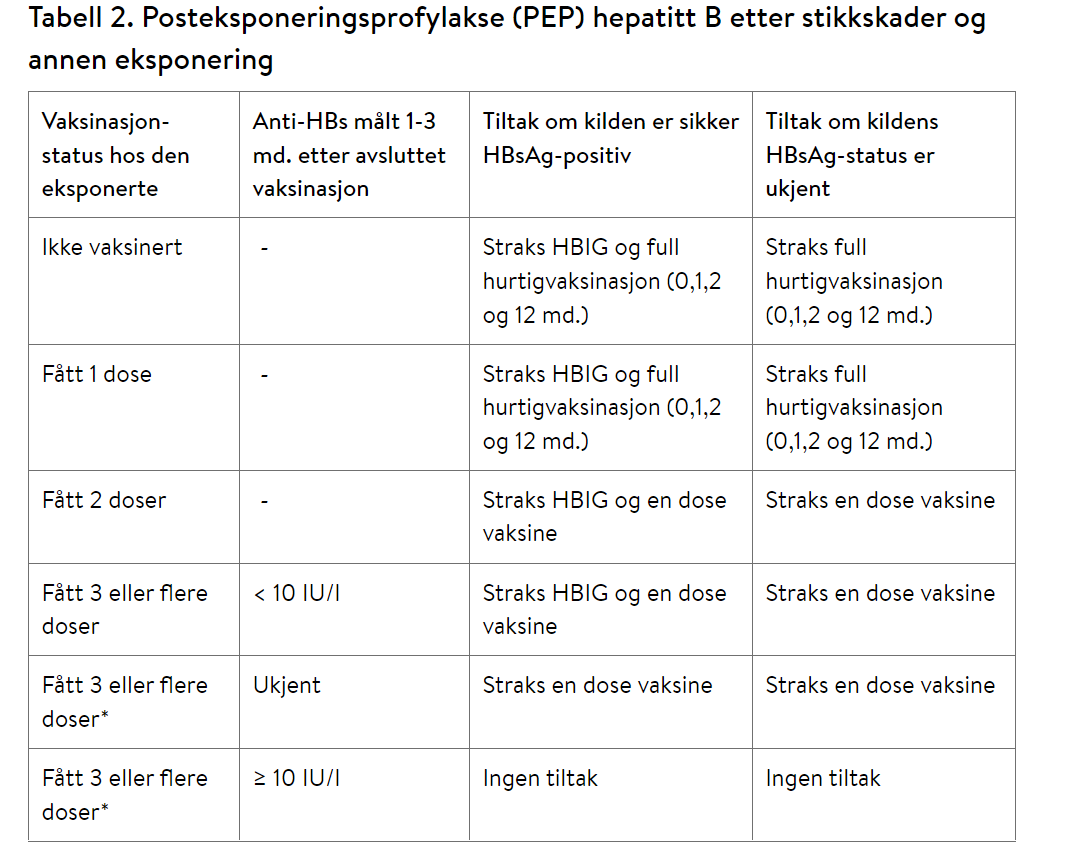 Tabell 2. Posteksponeringsprofylakse (PEP) hepatitt B etter stikkskader og
annen eksponering
Vaksinasjon-
status hos den
eksponerte
Anti-HBs målt 1-3
md. etter avsluttet
vaksinasjon
Tiltak om kilden er sikker
HBsAg-positiv
Tiltak om kildens
HBsAg-status er
ukjent
Ikke vaksinert
-
Straks HBIG og full
hurtigvaksinasjon (0,1,2
og 12 md.)
Straks full
hurtigvaksinasjon
(0,1,2 og 12 md.)
Fått 1 dose
-
Straks HBIG og full
hurtigvaksinasjon (0,1,2
og 12 md.)
Straks full
hurtigvaksinasjon
(0,1,2 og 12 md.)
Fått 2 doser
-
Straks HBIG og en dose
vaksine
Straks en dose vaksine
Fått 3 eller flere
doser
< 10 IU/l
Straks HBIG og en dose
vaksine
Straks en dose vaksine
Fått 3 eller flere
doser*
Ukjent
Straks en dose vaksine
Straks en dose vaksine
Fått 3 eller flere
doser*
≥ 10 IU/l
Ingen tiltak
Ingen tiltak